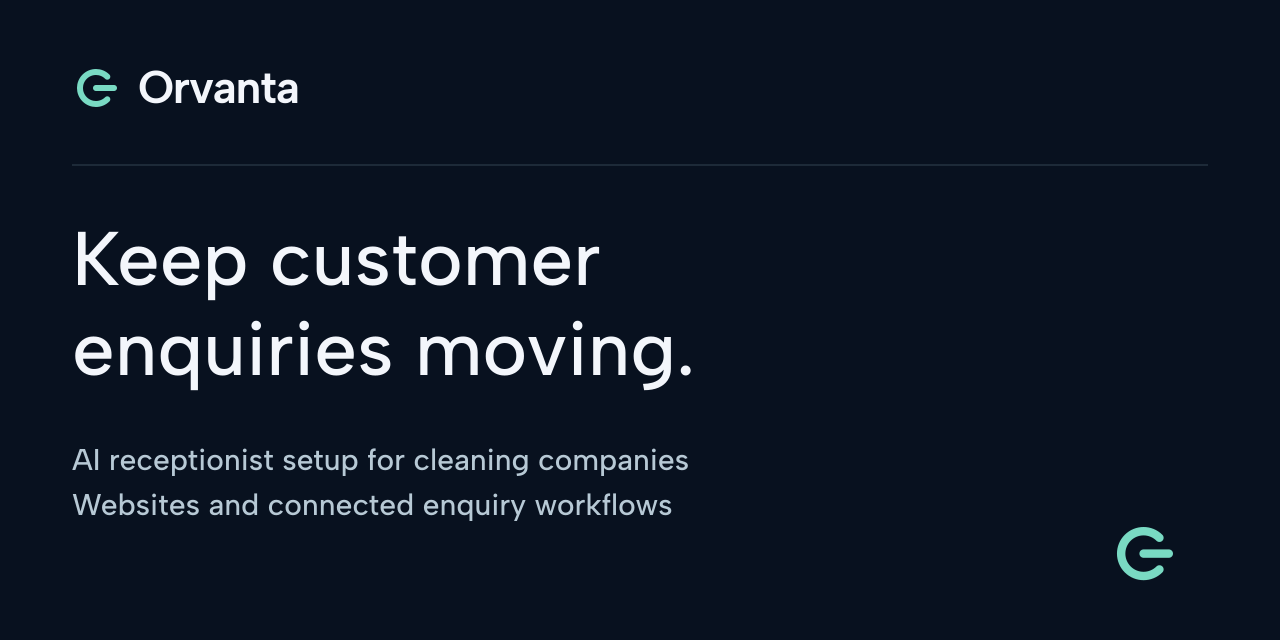 Orvanta
Keep customer
enquiries moving.
AI receptionist setup for cleaning companies
Websites and connected enquiry workflows